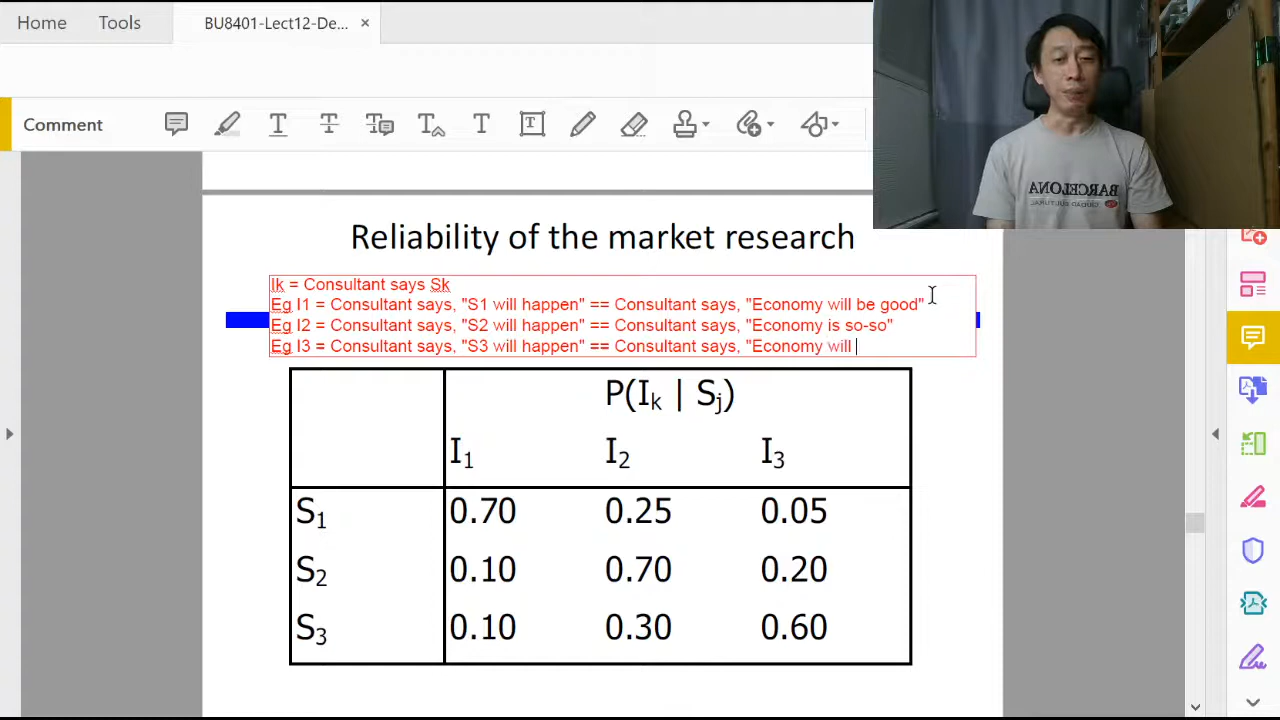 Home Tools BU8401-Lect12-De... ×
Comment
Reliability of the market research
Ik = Consultant says Sk
Eg I1 = Consultant says, "S1 will happen" == Consultant says, "Economy will be good"
Eg I2 = Consultant says, "S2 will happen" == Consultant says, "Economy is so-so"
Eg I3 = Consultant says, "S3 will happen" == Consultant says, "Economy will
P(Ik | Sj)
I1 I2 I3
S1 0.70 0.25 0.05
S2 0.10 0.70 0.20
S3 0.10 0.30 0.60
BARCELONA
CIUDAD CULTURAL